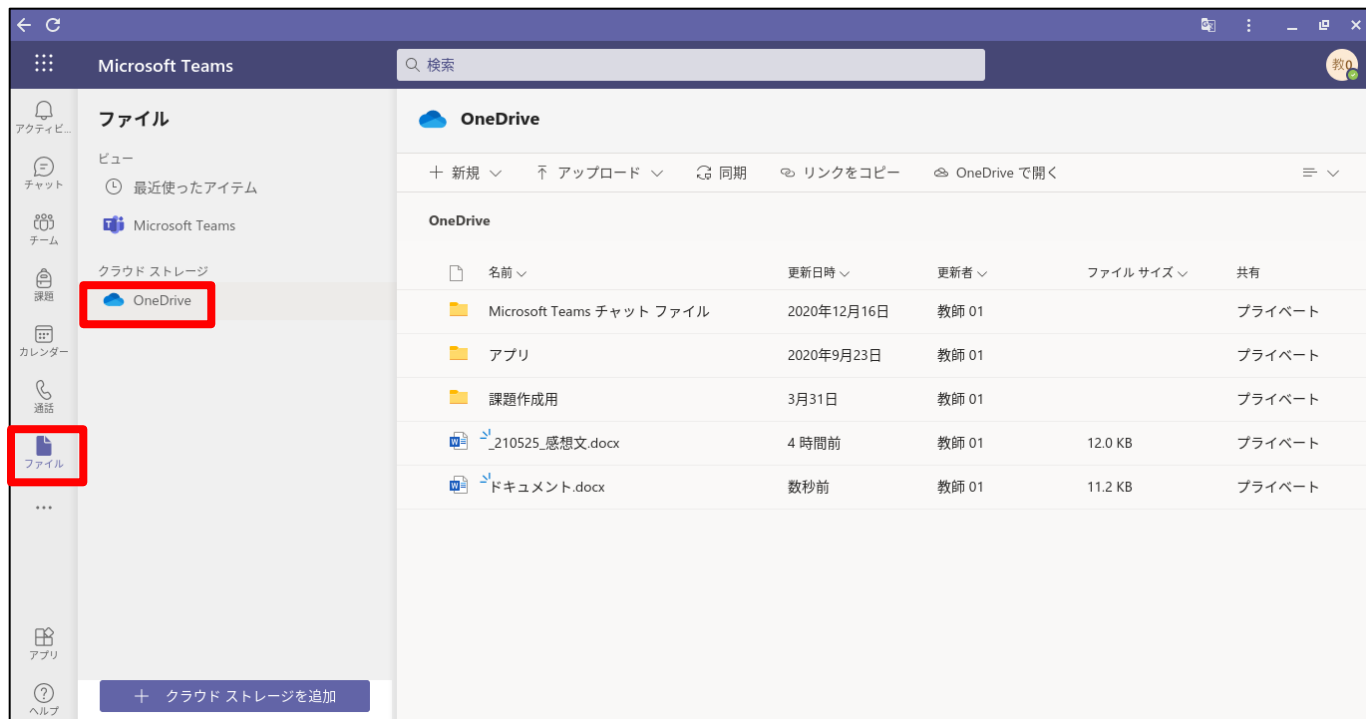 Microsoft Teams
検索
教0
アクティビ...
チャット
チーム
課題
カレンダー
通話
ファイル
アプリ
ヘルプ
ファイル
ビュー
最近使ったアイテム
Microsoft Teams
クラウド ストレージ
OneDrive
＋ クラウド ストレージを追加
OneDrive
＋ 新規 アップロード 同期 リンクをコピー OneDrive で開く
OneDrive
名前 更新日時 更新者 ファイル サイズ 共有
Microsoft Teams チャット ファイル 2020年12月16日 教師 01 プライベート
アプリ 2020年9月23日 教師 01 プライベート
課題作成用 3月31日 教師 01 プライベート
_210525_感想文.docx 4 時間前 教師 01 12.0 KB プライベート
ドキュメント.docx 数秒前 教師 01 11.2 KB プライベート